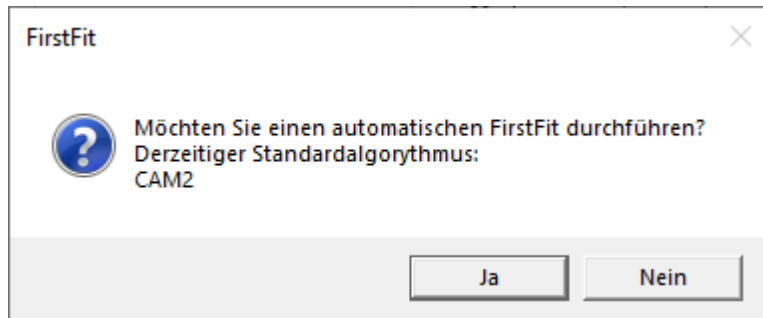 FirstFit
Möchten Sie einen automatischen FirstFit durchführen?
Derzeitiger Standardalgorythmus:
CAM2
Ja
Nein